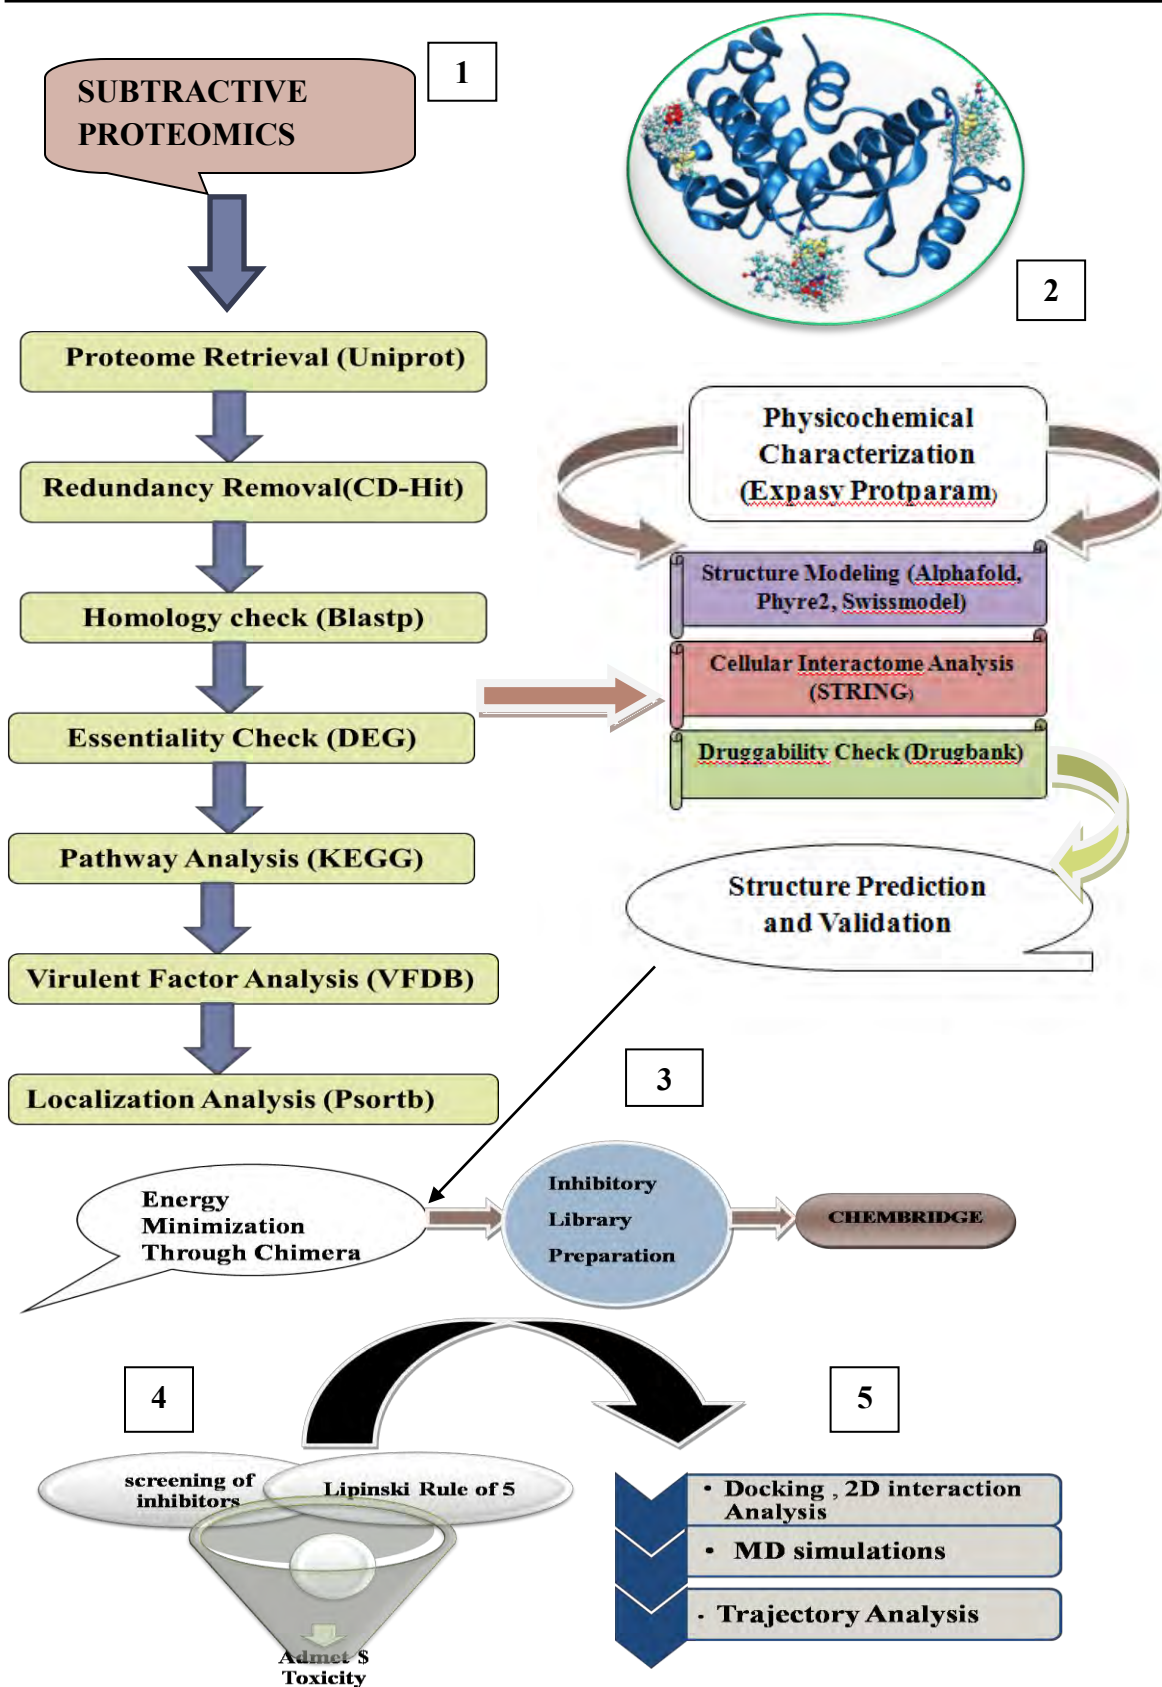 1
SUBTRACTIVE
PROTEOMICS
2
Proteome Retrieval (Uniprot)
Redundancy Removal(CD-Hit)
Homology check (Blastp)
Essentiality Check (DEG)
Pathway Analysis (KEGG)
Virulent Factor Analysis (VFDB)
Localization Analysis (Psortb)
Physicochemical
Characterization
(Expasy Protparam)
Structure Modeling (Alphafold,
Phyre2, Swissmodel)
Cellular Interactome Analysis
(STRING)
Druggability Check (Drugbank)
Structure Prediction
and Validation
3
Energy
Minimization
Through Chimera
Inhibitory
Library
Preparation
CHEMBRIDGE
4
screening of
inhibitors
Lipinski Rule of 5
Admet $
Toxicity
5
• Docking , 2D interaction
Analysis
• MD simulations
• Trajectory Analysis